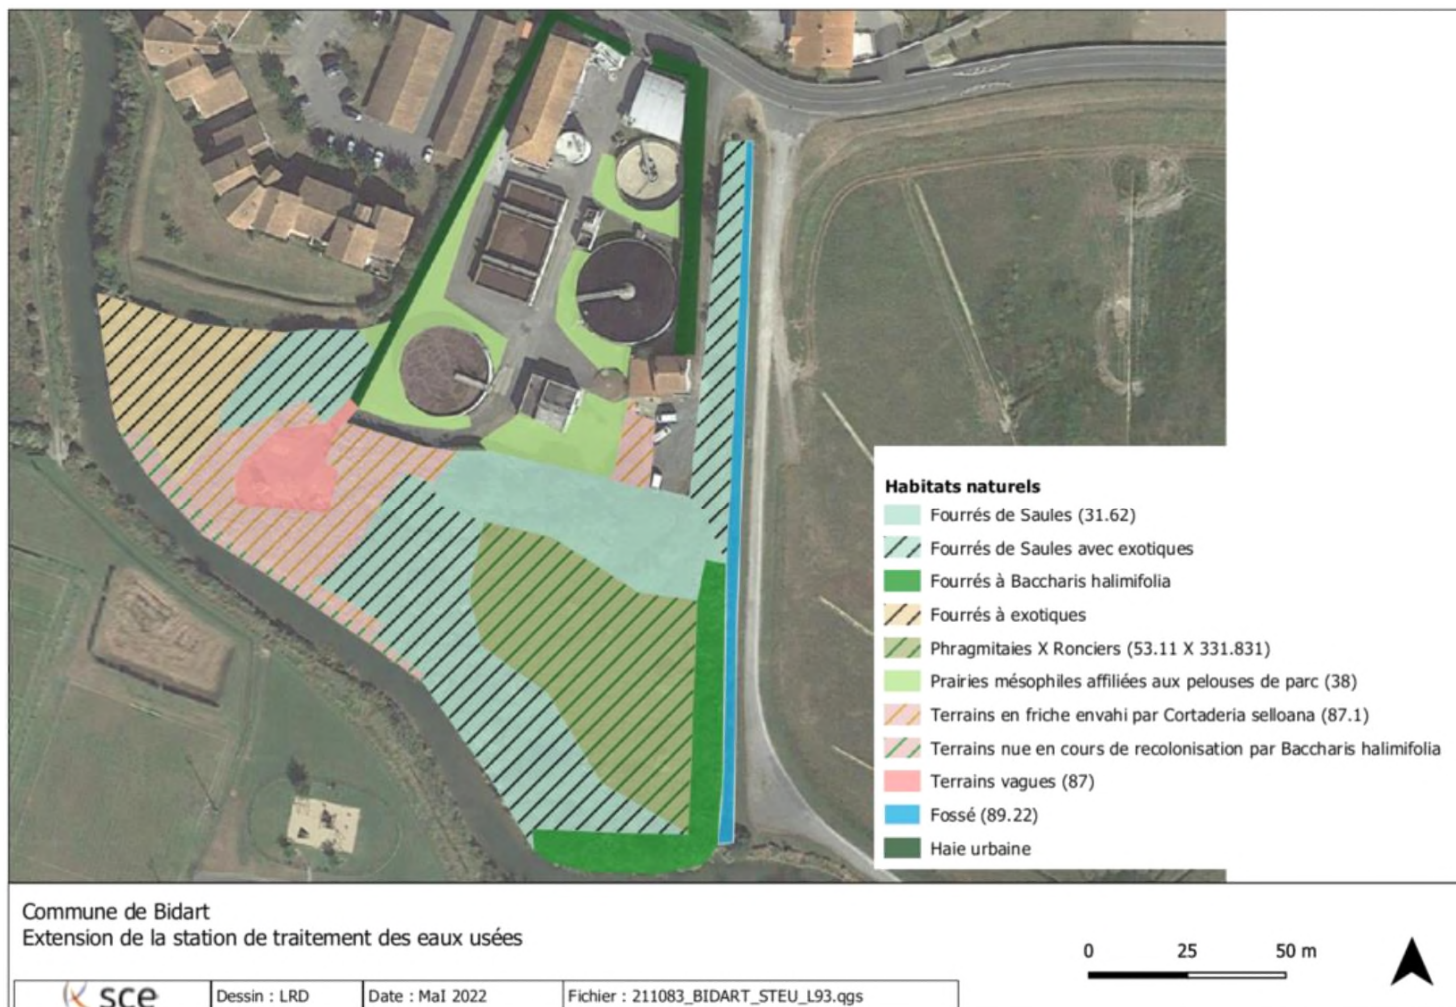 Habitats naturels
Fourrés de Saules (31.62)
Fourrés de Saules avec exotiques
Fourrés à Baccharis halimifolia
Fourrés à exotiques
Phragmitaies X Ronciers (53.11 X 331.831)
Prairies mésophiles affiliées aux pelouses de parc (38)
Terrains en friche envahi par Cortaderia selloana (87.1)
Terrains nue en cours de recolonisation par Baccharis halimifolia
Terrains vagues (87)
Fossé (89.22)
Haie urbaine
Commune de Bidart
Extension de la station de traitement des eaux usées
0 25 50 m
sce
Dessin : LRD
Date : MaI 2022
Fichier : 211083_BIDART_STEU_L93.qgs